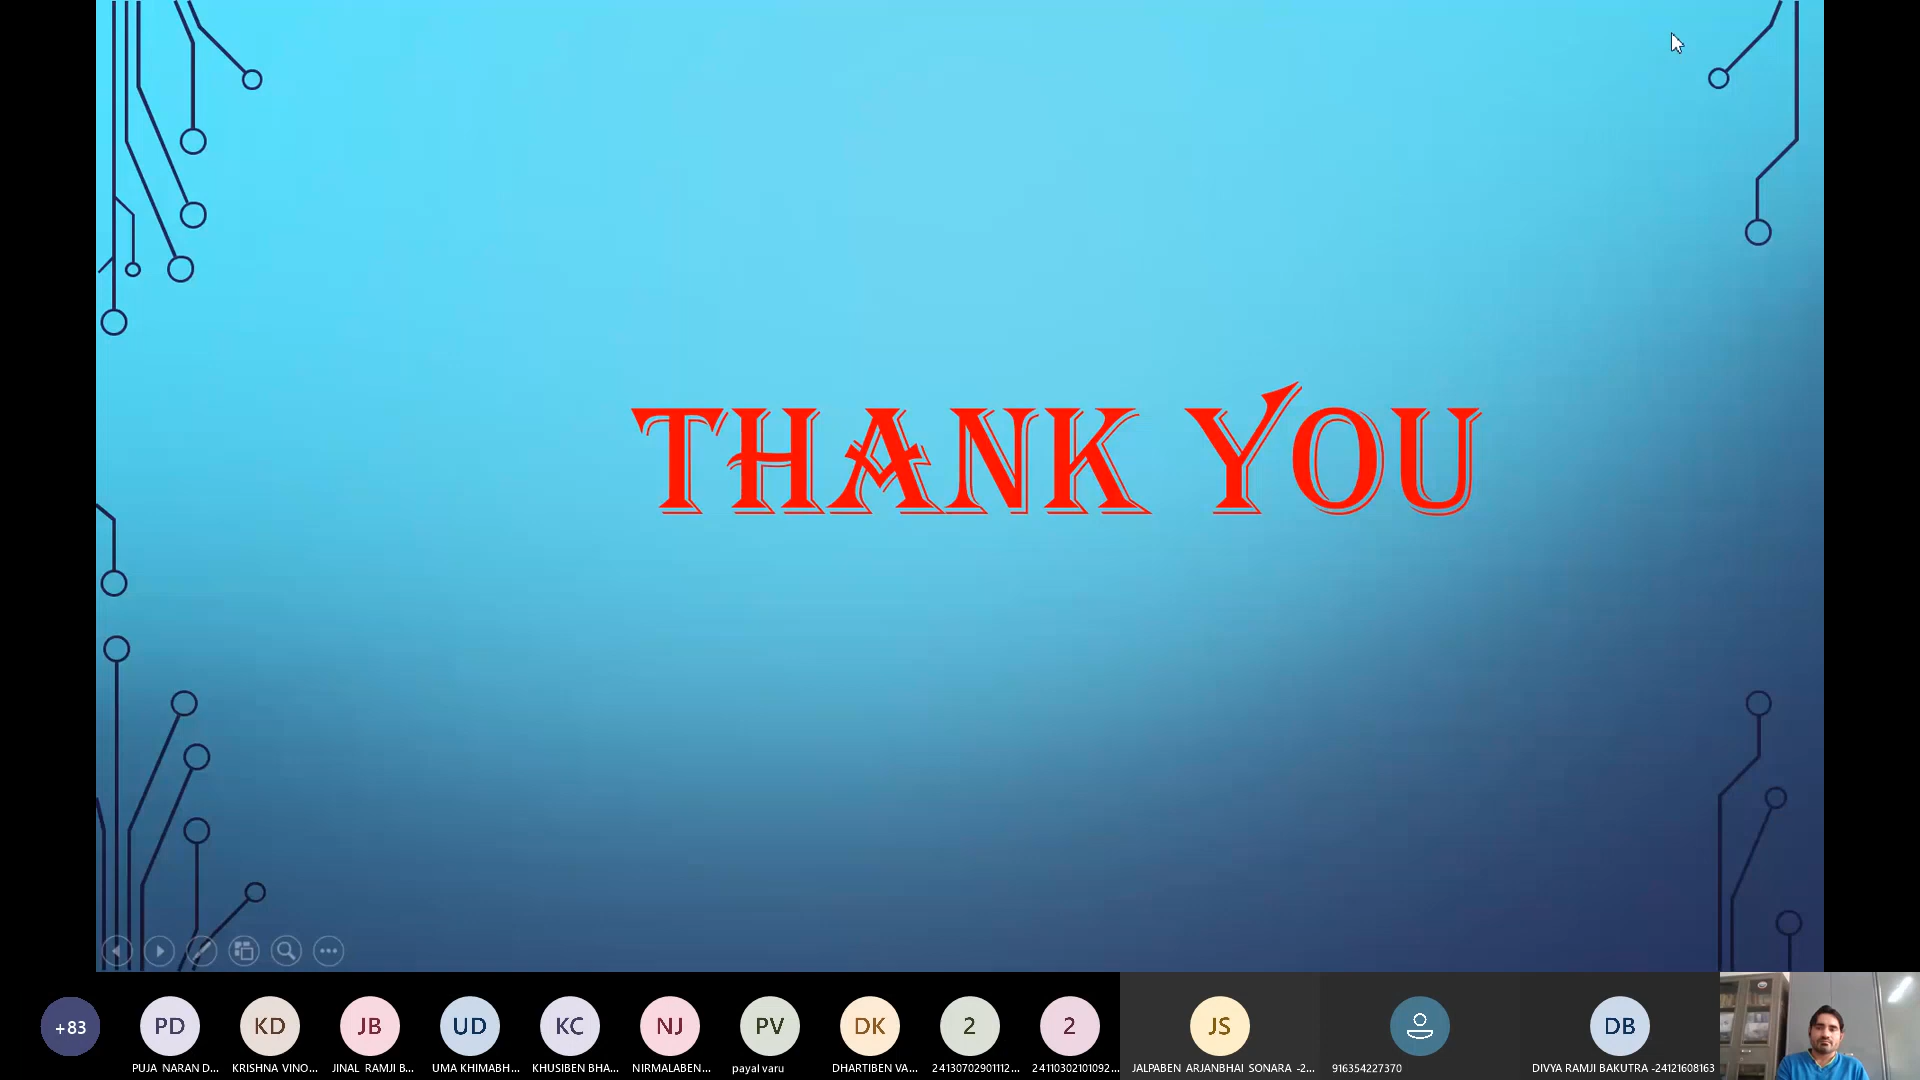 THANK YOU
+83
PD
KD
JB
UD
KC
NJ
PV
DK
2
2
JS
DB
PUJA NARAN D...
KRISHNA VINO...
JINAL RAMJI B...
UMA KHIMABH...
KHUSIBEN BHA...
NIRMALABEN...
payal varu
DHARTIBEN VA...
24130702901112...
24110302101092...
JALPABEN ARJANBHAI SONARA -2...
916354227370
DIVYA RAMJI BAKUTRA -24121608163